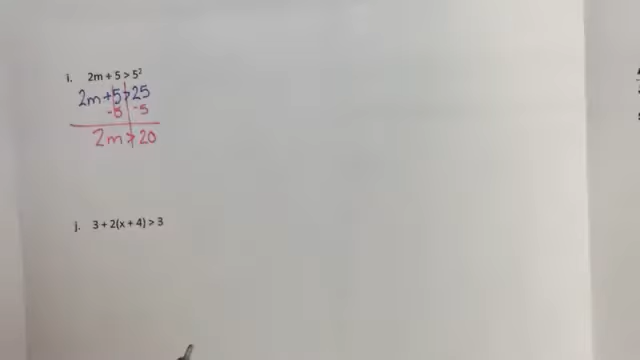 i. 2m + 5 > 5²
2m + 5 > 25
-5 -5
2m > 20
j. 3 + 2(x + 4) > 3